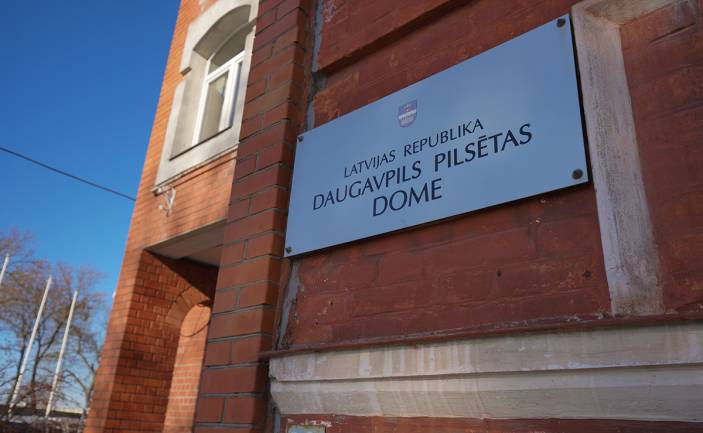 LATVIJAS REPUBLIKA
DAUGAVPILS PILSĒTAS
DOME